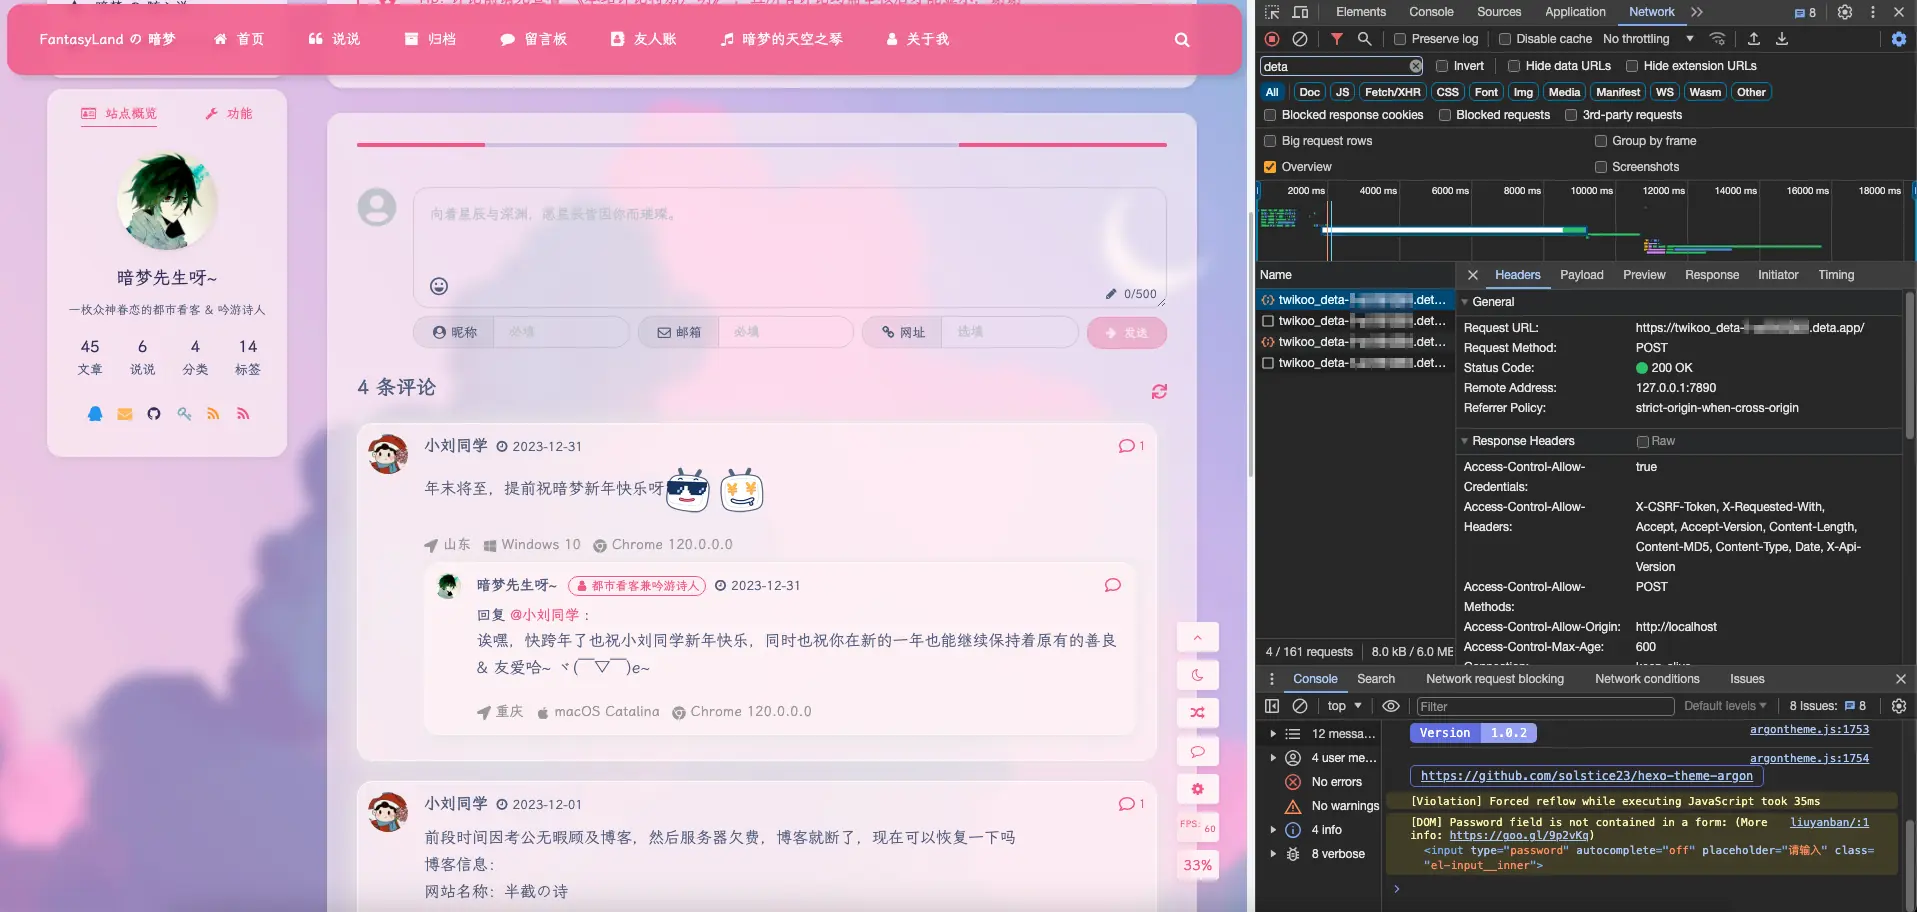 FantasyLand の 暗梦
首页
说说
归档
留言板
友人账
暗梦的天空之琴
关于我
站点概览
功能
暗梦先生呀~
一枚众神眷恋的都市看客 & 吟游诗人
45
6
4
14
文章
说说
分类
标签
向着星辰与深渊,愿星辰皆因你而璀璨。
0/500
昵称
必填
邮箱
必填
网址
选填
发送
4 条评论
小刘同学 2023-12-31
1
年末将至,提前祝暗梦新年快乐呀
山东 Windows 10 Chrome 120.0.0.0
暗梦先生呀~ 都市看客兼吟游诗人 2023-12-31
回复 @小刘同学 :
诶嘿,快跨年了也祝小刘同学新年快乐,同时也祝你在新的一年也能继续保持着原有的善良
& 友爱哈~ ヾ(￣▽￣)e~
重庆 macOS Catalina Chrome 120.0.0.0
小刘同学 2023-12-01
1
前段时间因考公无暇顾及博客,然后服务器欠费,博客就断了,现在可以恢复一下吗
博客信息:
网站名称: 半截の诗
FPS: 60
33%
Elements
Console
Sources
Application
Network
8
Preserve log
Disable cache
No throttling
deta
Invert
Hide data URLs
Hide extension URLs
All
Doc
JS
Fetch/XHR
CSS
Font
Img
Media
Manifest
WS
Wasm
Other
Blocked response cookies
Blocked requests
3rd-party requests
Big request rows
Group by frame
Overview
Screenshots
2000 ms
4000 ms
6000 ms
8000 ms
10000 ms
12000 ms
14000 ms
16000 ms
18000 ms
Name
Headers
Payload
Preview
Response
Initiator
Timing
twikoo_deta- .det...
twikoo_deta- .det...
twikoo_deta- .det...
twikoo_deta- .det...
General
Request URL: https://twikoo_deta- .deta.app/
Request Method: POST
Status Code: 200 OK
Remote Address: 127.0.0.1:7890
Referrer Policy: strict-origin-when-cross-origin
Response Headers
Raw
Access-Control-Allow- true
Credentials:
Access-Control-Allow- X-CSRF-Token, X-Requested-With,
Headers: Accept, Accept-Version, Content-Length,
Content-MD5, Content-Type, Date, X-Api-
Version
Access-Control-Allow- POST
Methods:
Access-Control-Allow-Origin: http://localhost
Access-Control-Max-Age: 600
4 / 161 requests
8.0 kB / 6.0 ME
Console
Search
Network request blocking
Network conditions
Issues
top
Filter
Default levels
8 Issues: 8
12 messa...
4 user me...
No errors
No warnings
4 info
8 verbose
Version 1.0.2
argontheme.js:1753
argontheme.js:1754
https://github.com/solstice23/hexo-theme-argon
[Violation] Forced reflow while executing JavaScript took 35ms
[DOM] Password field is not contained in a form: (More liuyanban/:1
info: https://goo.gl/9p2vKq)
<input type="password" autocomplete="off" placeholder="请输入" class=
"el-input__inner">